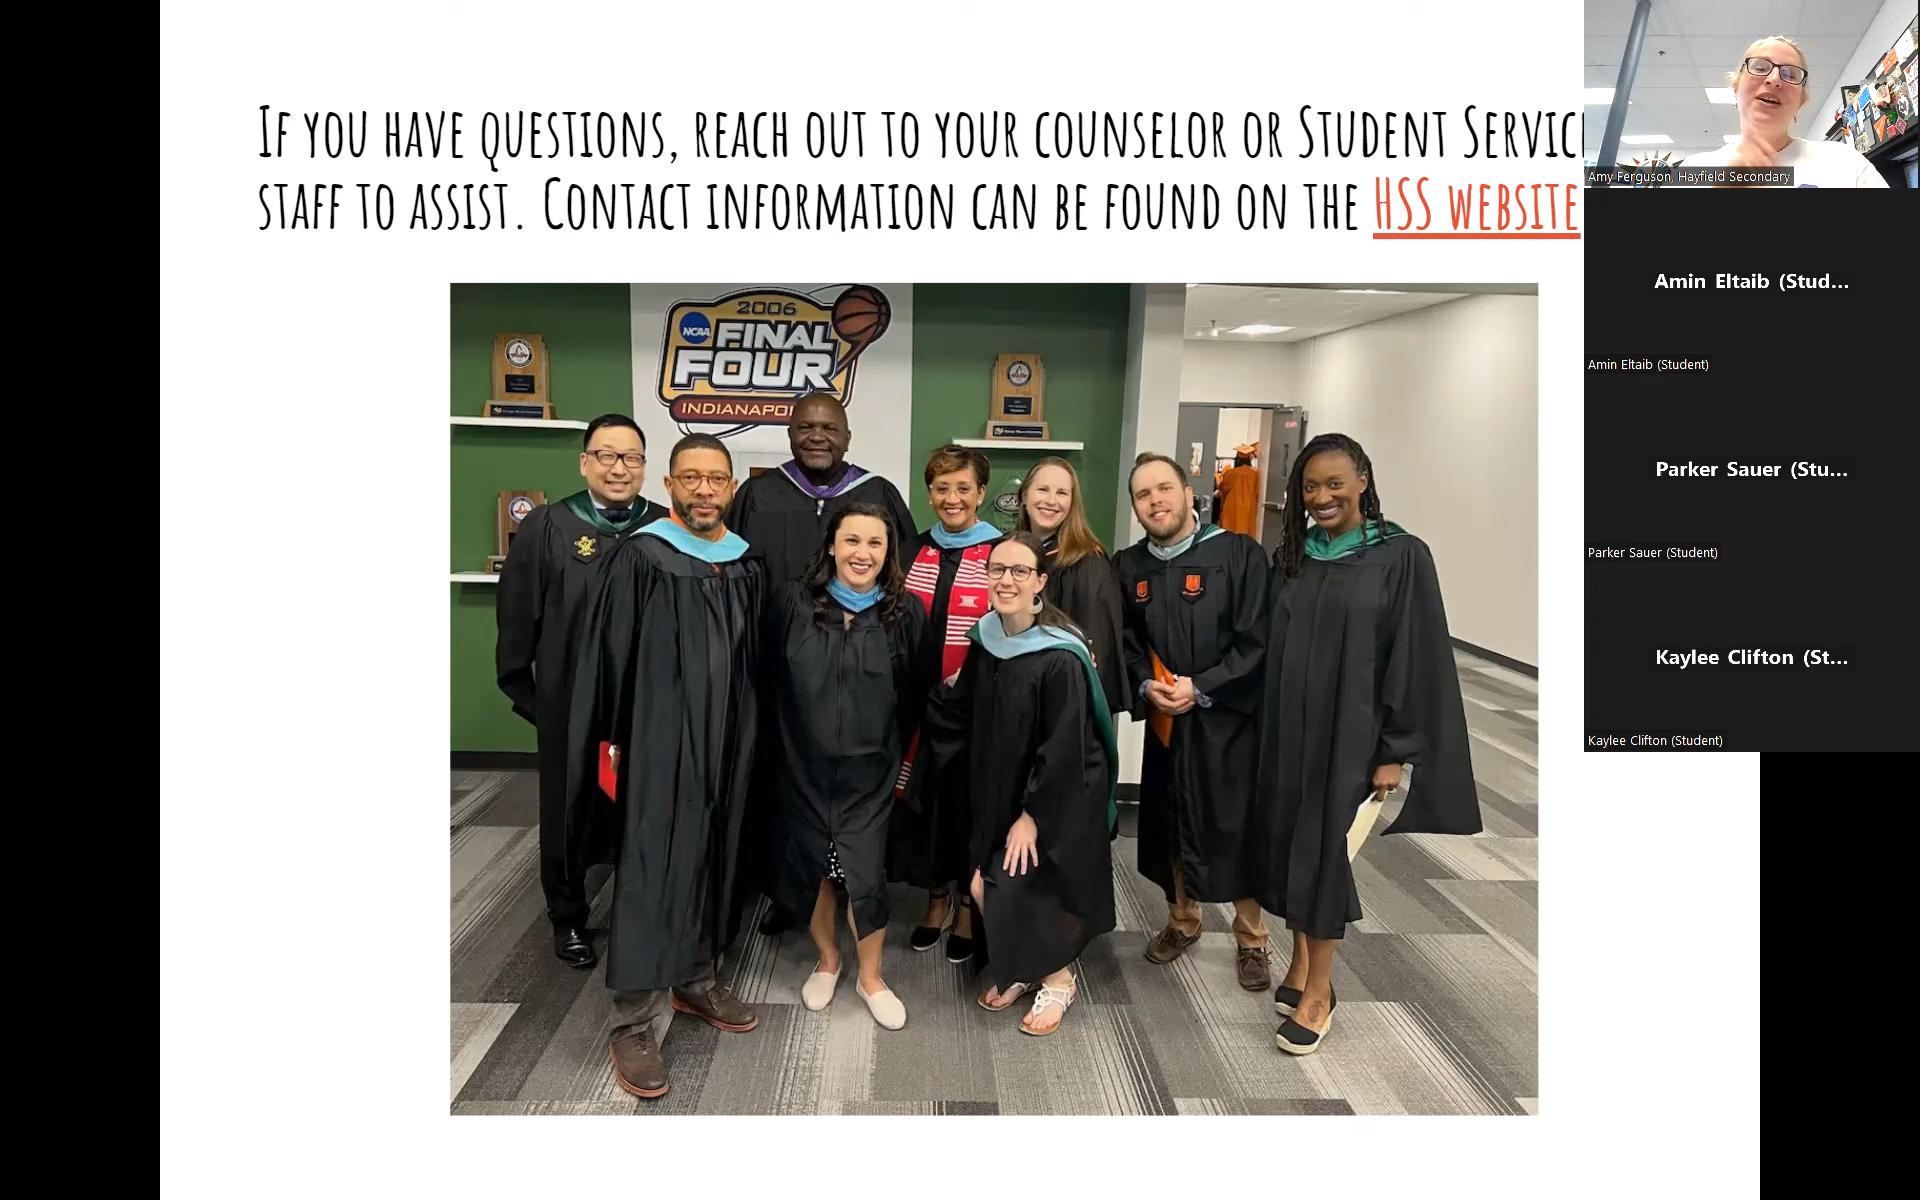 If you have questions, reach out to your counselor or Student Servic
staff to assist. Contact information can be found on the HSS website
2006
NCAA
FINAL
FOUR
INDIANAPO
Amy Ferguson, Hayfield Secondary
Amin Eltaib (Stud...
Amin Eltaib (Student)
Parker Sauer (Stu...
Parker Sauer (Student)
Kaylee Clifton (St...
Kaylee Clifton (Student)